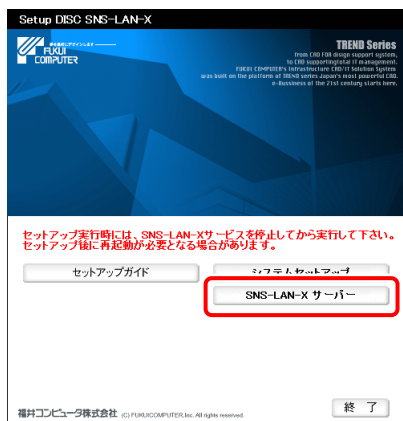 Setup DISC SNS-LAN-X
FUKUI
COMPUTER
TREND Series
from CAD FOR disign support system,
to CAD supportingtotal IT management.
FUKUI COMPUTER's Infrastructure CAD/IT Solution System
was built on the platform of TREND series Japan's most powerful CAD.
e-Bussiness of the 21st century starts here.
セットアップ実行時には、SNS-LAN-Xサービスを停止してから実行して下さい。
セットアップ後に再起動が必要となる場合があります。
セットアップガイド
システムセットアップ
SNS-LAN-X サーバー
福井コンピュータ株式会社 (C) FUKUICOMPUTER,Inc. All rights reserved.
終 了